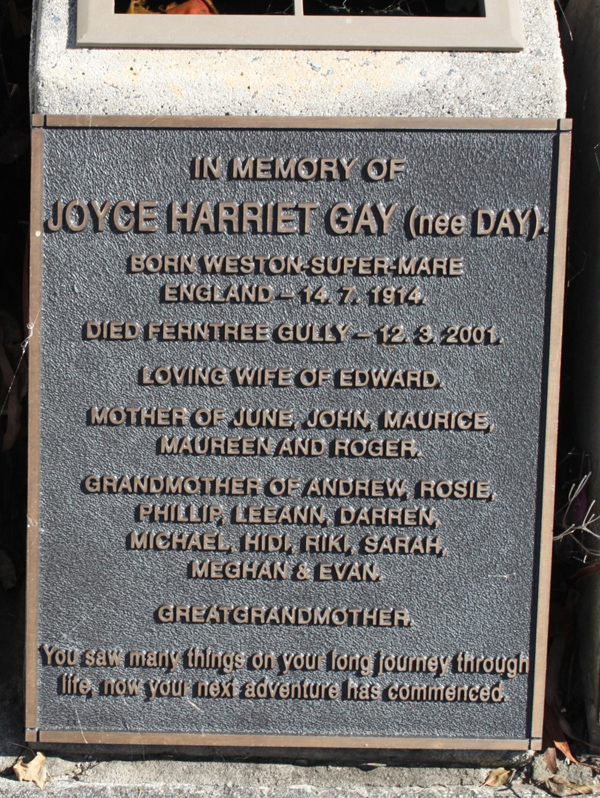 IN MEMORY OF
JOYCE HARRIET GAY (nee DAY).
BORN WESTON-SUPER-MARE
ENGLAND – 14. 7. 1914.
DIED FERNTREE GULLY – 12. 3. 2001.
LOVING WIFE OF EDWARD.
MOTHER OF JUNE, JOHN, MAURICE,
MAUREEN AND ROGER.
GRANDMOTHER OF ANDREW, ROSIE,
PHILLIP, LEEANN, DARREN,
MICHAEL, HIDI, RIKI, SARAH,
MEGHAN & EVAN.
GREATGRANDMOTHER.
You saw many things on your long journey through
life, now your next adventure has commenced.